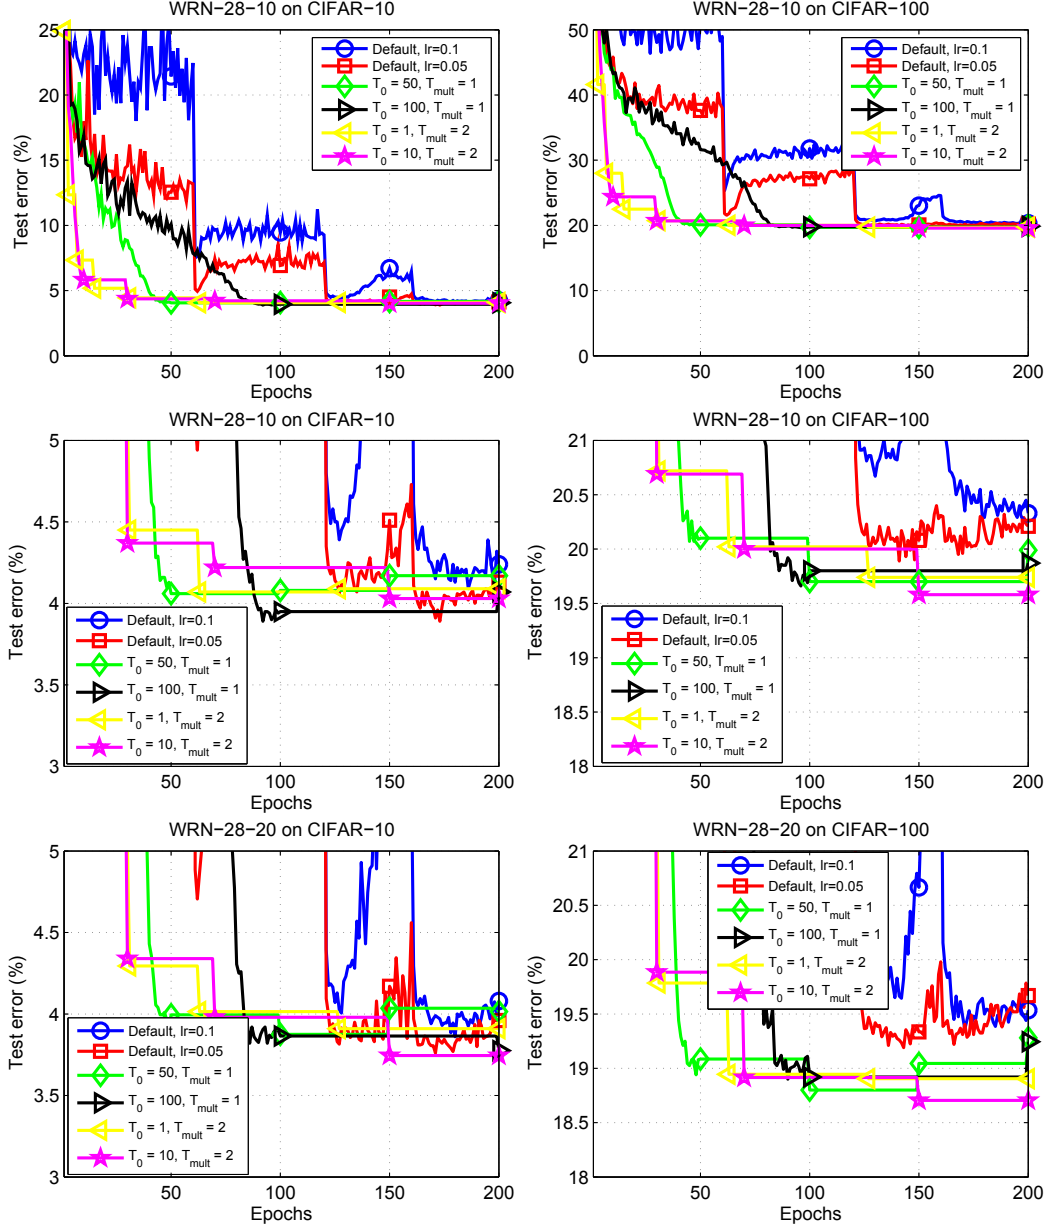 WRN−28−10 on CIFAR−10
25
20
15
10
5
0
50
100
150
200
Test error (%)
Epochs
Default, lr=0.1
Default, lr=0.05
T0 = 50, Tmult = 1
T0 = 100, Tmult = 1
T0 = 1, Tmult = 2
T0 = 10, Tmult = 2
WRN−28−10 on CIFAR−100
50
40
30
20
10
0
50
100
150
200
Test error (%)
Epochs
Default, lr=0.1
Default, lr=0.05
T0 = 50, Tmult = 1
T0 = 100, Tmult = 1
T0 = 1, Tmult = 2
T0 = 10, Tmult = 2
WRN−28−10 on CIFAR−10
5
4.5
4
3.5
3
50
100
150
200
Test error (%)
Epochs
Default, lr=0.1
Default, lr=0.05
T0 = 50, Tmult = 1
T0 = 100, Tmult = 1
T0 = 1, Tmult = 2
T0 = 10, Tmult = 2
WRN−28−10 on CIFAR−100
21
20.5
20
19.5
19
18.5
18
50
100
150
200
Test error (%)
Epochs
Default, lr=0.1
Default, lr=0.05
T0 = 50, Tmult = 1
T0 = 100, Tmult = 1
T0 = 1, Tmult = 2
T0 = 10, Tmult = 2
WRN−28−20 on CIFAR−10
5
4.5
4
3.5
3
50
100
150
200
Test error (%)
Epochs
Default, lr=0.1
Default, lr=0.05
T0 = 50, Tmult = 1
T0 = 100, Tmult = 1
T0 = 1, Tmult = 2
T0 = 10, Tmult = 2
WRN−28−20 on CIFAR−100
21
20.5
20
19.5
19
18.5
18
50
100
150
200
Test error (%)
Epochs
Default, lr=0.1
Default, lr=0.05
T0 = 50, Tmult = 1
T0 = 100, Tmult = 1
T0 = 1, Tmult = 2
T0 = 10, Tmult = 2